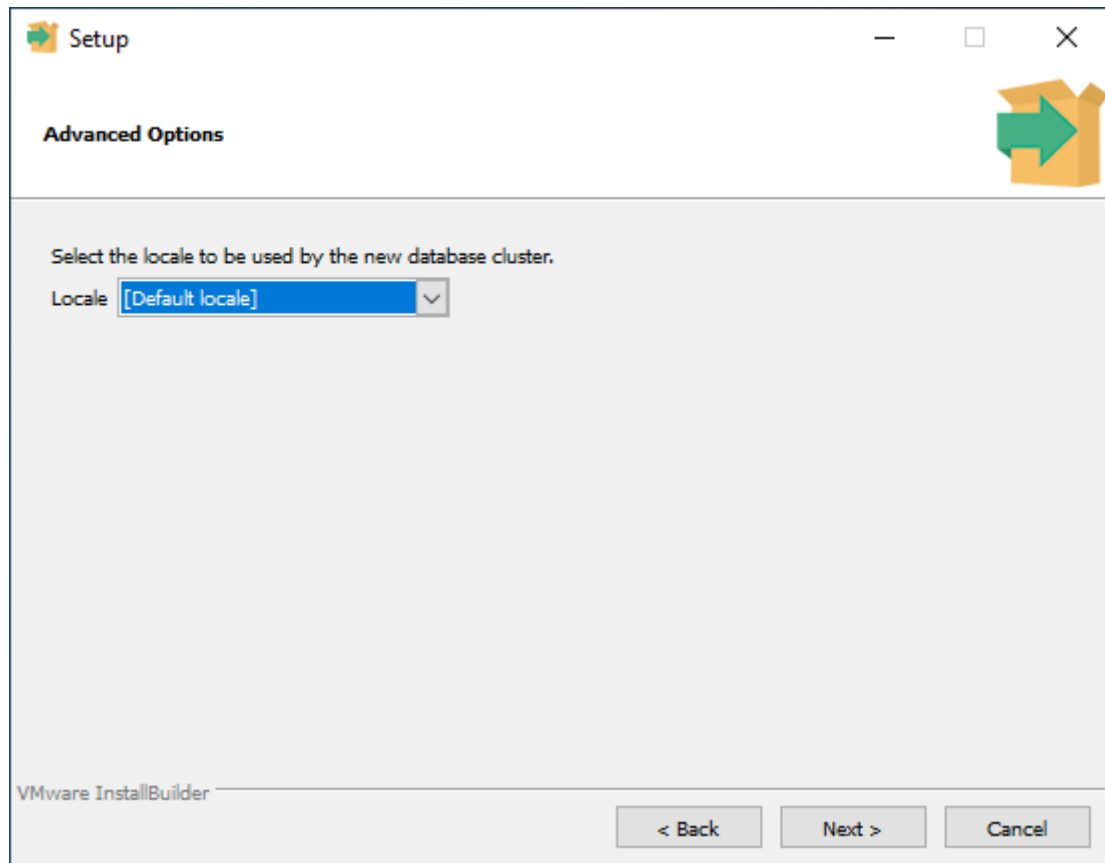 Setup
Advanced Options
Select the locale to be used by the new database cluster.
Locale [Default locale]
VMware InstallBuilder
< Back Next > Cancel